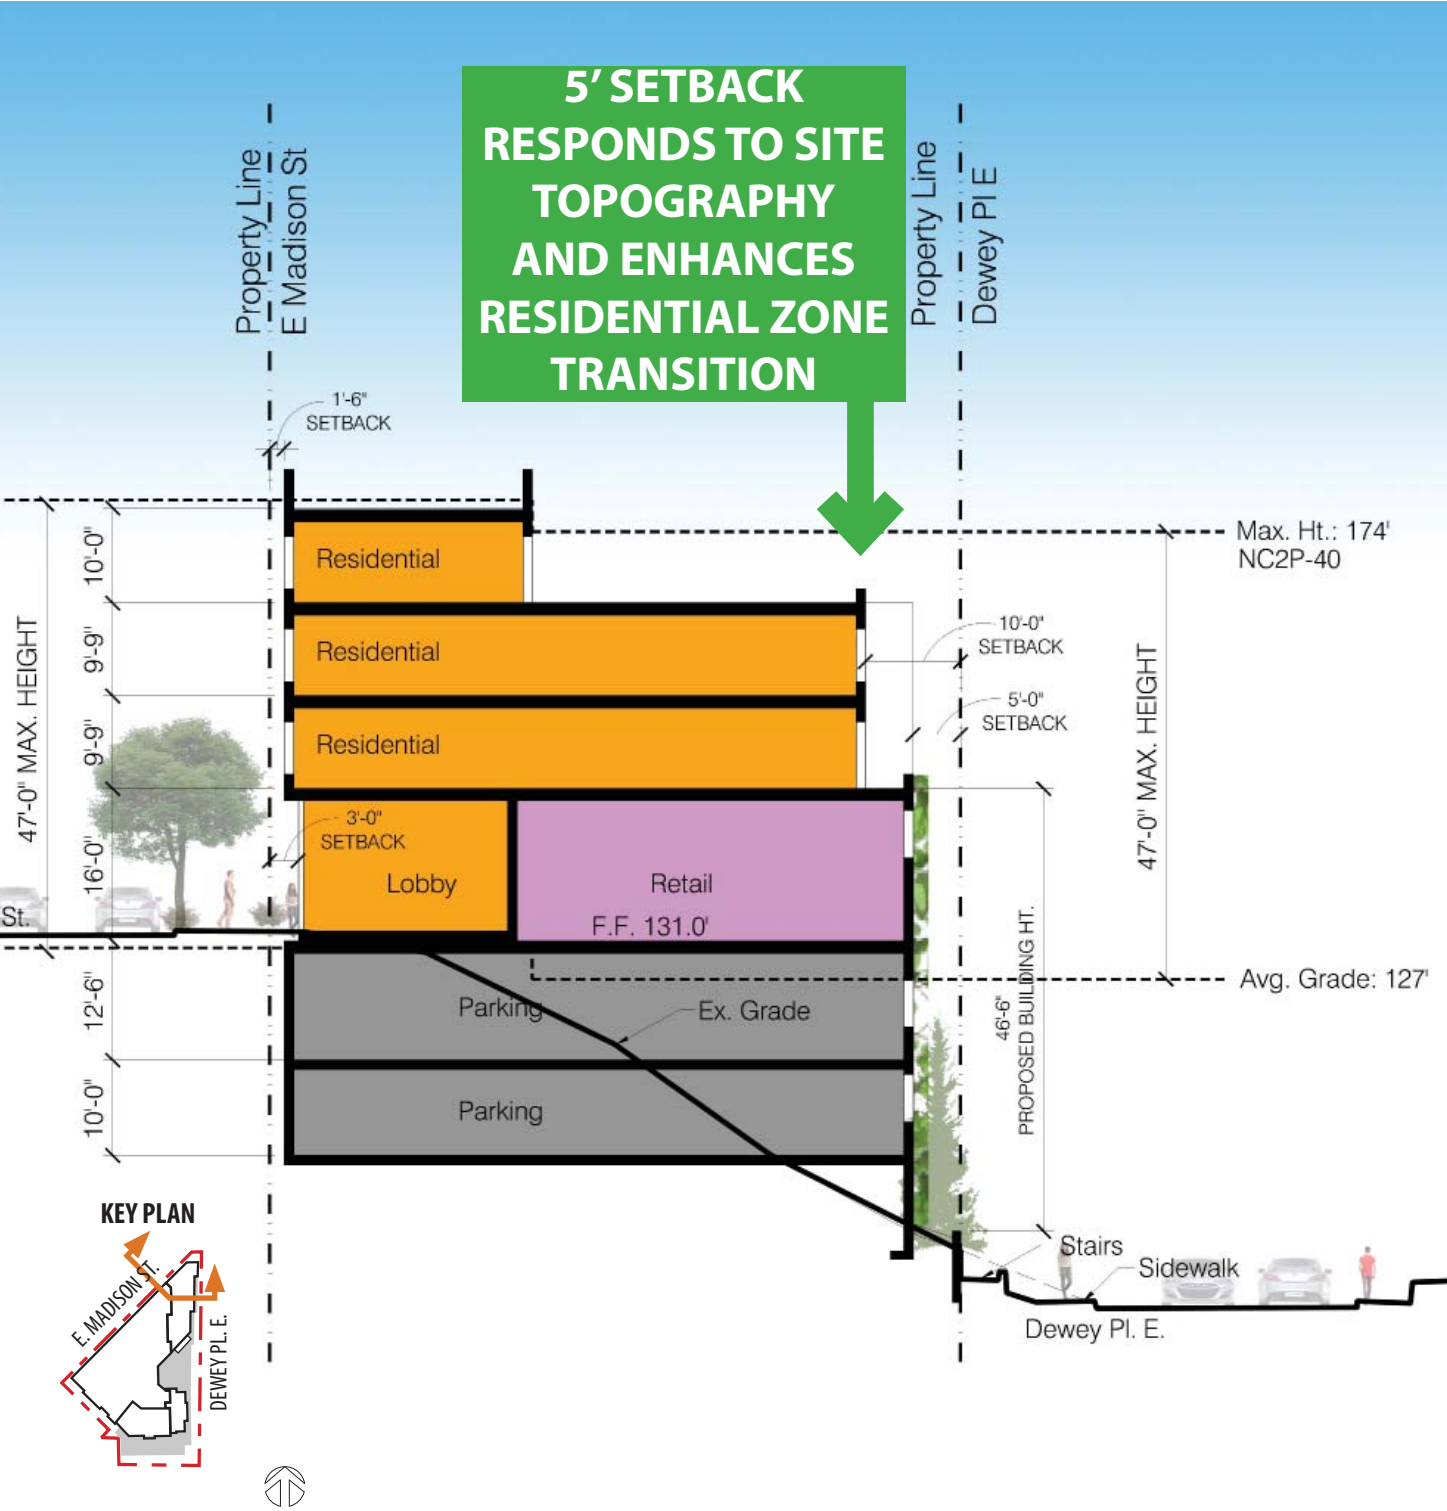 5' SETBACK
RESPONDS TO SITE
TOPOGRAPHY
AND ENHANCES
RESIDENTIAL ZONE
TRANSITION
Property Line
E Madison St
Property Line
Dewey Pl E
1'-6"
SETBACK
Max. Ht.: 174'
NC2P-40
10'-0"
Residential
47'-0" MAX. HEIGHT
9'-9"
Residential
10'-0"
SETBACK
47'-0" MAX. HEIGHT
9'-9"
Residential
5'-0"
SETBACK
16'-0"
3'-0"
SETBACK
Lobby
Retail
F.F. 131.0'
St.
12'-6"
Parking
Ex. Grade
Avg. Grade: 127'
46'-6"
PROPOSED BUILDING HT.
10'-0"
Parking
KEY PLAN
E. MADISON ST.
DEWEY PL. E.
Stairs
Sidewalk
Dewey Pl. E.